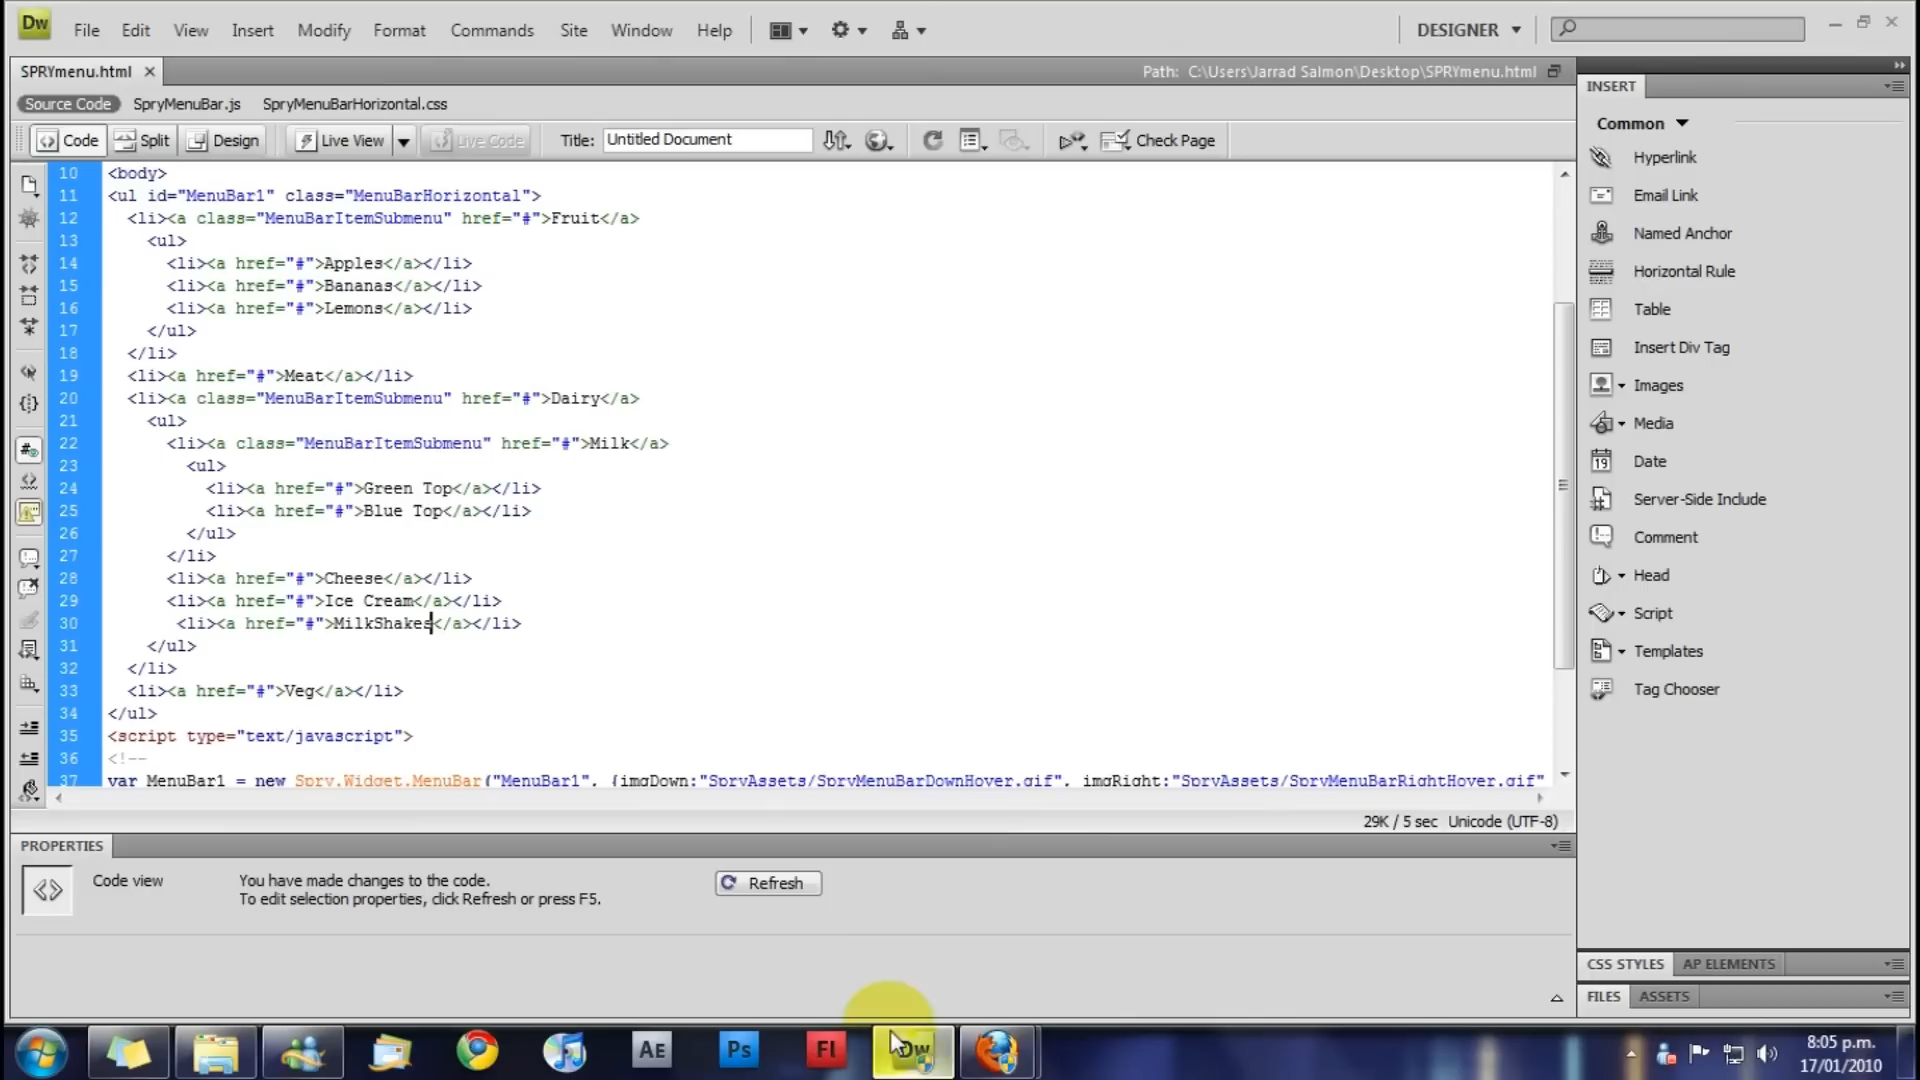 Dw File Edit View Insert Modify Format Commands Site Window Help DESIGNER
SPRYmenu.html Path: C:\Users\Jarrad Salmon\Desktop\SPRYmenu.html
Source Code SpryMenuBar.js SpryMenuBarHorizontal.css
Code Split Design Live View Live Code Title: Untitled Document Check Page
10 <body>
11 <ul id="MenuBar1" class="MenuBarHorizontal">
12 <li><a class="MenuBarItemSubmenu" href="#">Fruit</a>
13 <ul>
14 <li><a href="#">Apples</a></li>
15 <li><a href="#">Bananas</a></li>
16 <li><a href="#">Lemons</a></li>
17 </ul>
18 </li>
19 <li><a href="#">Meat</a></li>
20 <li><a class="MenuBarItemSubmenu" href="#">Dairy</a>
21 <ul>
22 <li><a class="MenuBarItemSubmenu" href="#">Milk</a>
23 <ul>
24 <li><a href="#">Green Top</a></li>
25 <li><a href="#">Blue Top</a></li>
26 </ul>
27 </li>
28 <li><a href="#">Cheese</a></li>
29 <li><a href="#">Ice Cream</a></li>
30 <li><a href="#">MilkShakes</a></li>
31 </ul>
32 </li>
33 <li><a href="#">Veg</a></li>
34 </ul>
35 <script type="text/javascript">
36 <!--
37 var MenuBar1 = new Spry.Widget.MenuBar("MenuBar1", {imgDown:"SpryAssets/SpryMenuBarDownHover.gif", imgRight:"SpryAssets/SpryMenuBarRightHover.gif"
29K / 5 sec Unicode (UTF-8)
PROPERTIES
Code view
You have made changes to the code.
To edit selection properties, click Refresh or press F5.
Refresh
INSERT
Common
Hyperlink
Email Link
Named Anchor
Horizontal Rule
Table
Insert Div Tag
Images
Media
19 Date
Server-Side Include
Comment
Head
Script
Templates
Tag Chooser
CSS STYLES AP ELEMENTS
FILES ASSETS
AE Ps Fl Dw
8:05 p.m.
17/01/2010